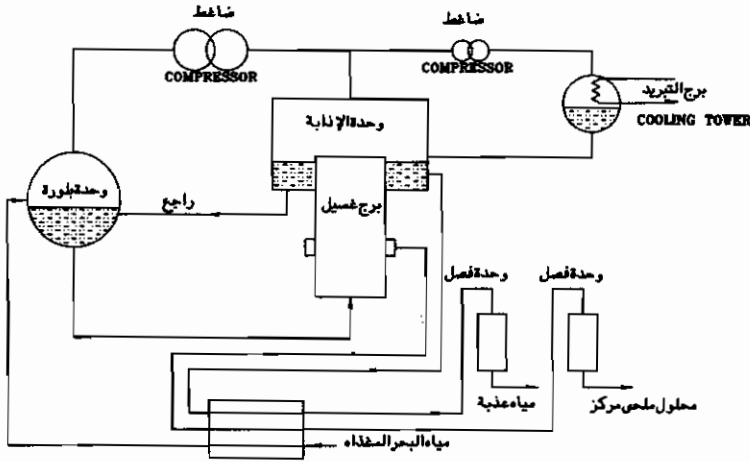 ضاغط
COMPRESSOR
ضاغط
COMPRESSOR
برج التبريد
COOLING TOWER
وحدة الإذابة
وحدة بلورة
راجع
برج غسيل
وحدة فصل
وحدة فصل
مياه عذبة
محلول ملحى مركز
مياه البحر المغذاه